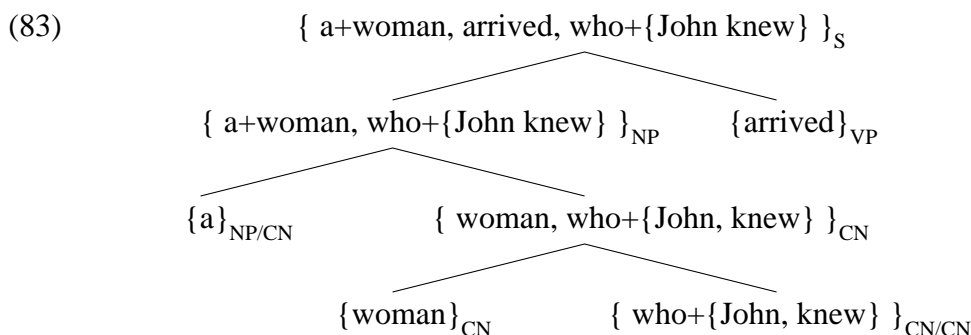 (83) { a+woman, arrived, who+{John knew} }S
{ a+woman, who+{John knew} }NP {arrived}VP
{a}NP/CN { woman, who+{John, knew} }CN
{woman}CN { who+{John, knew} }CN/CN